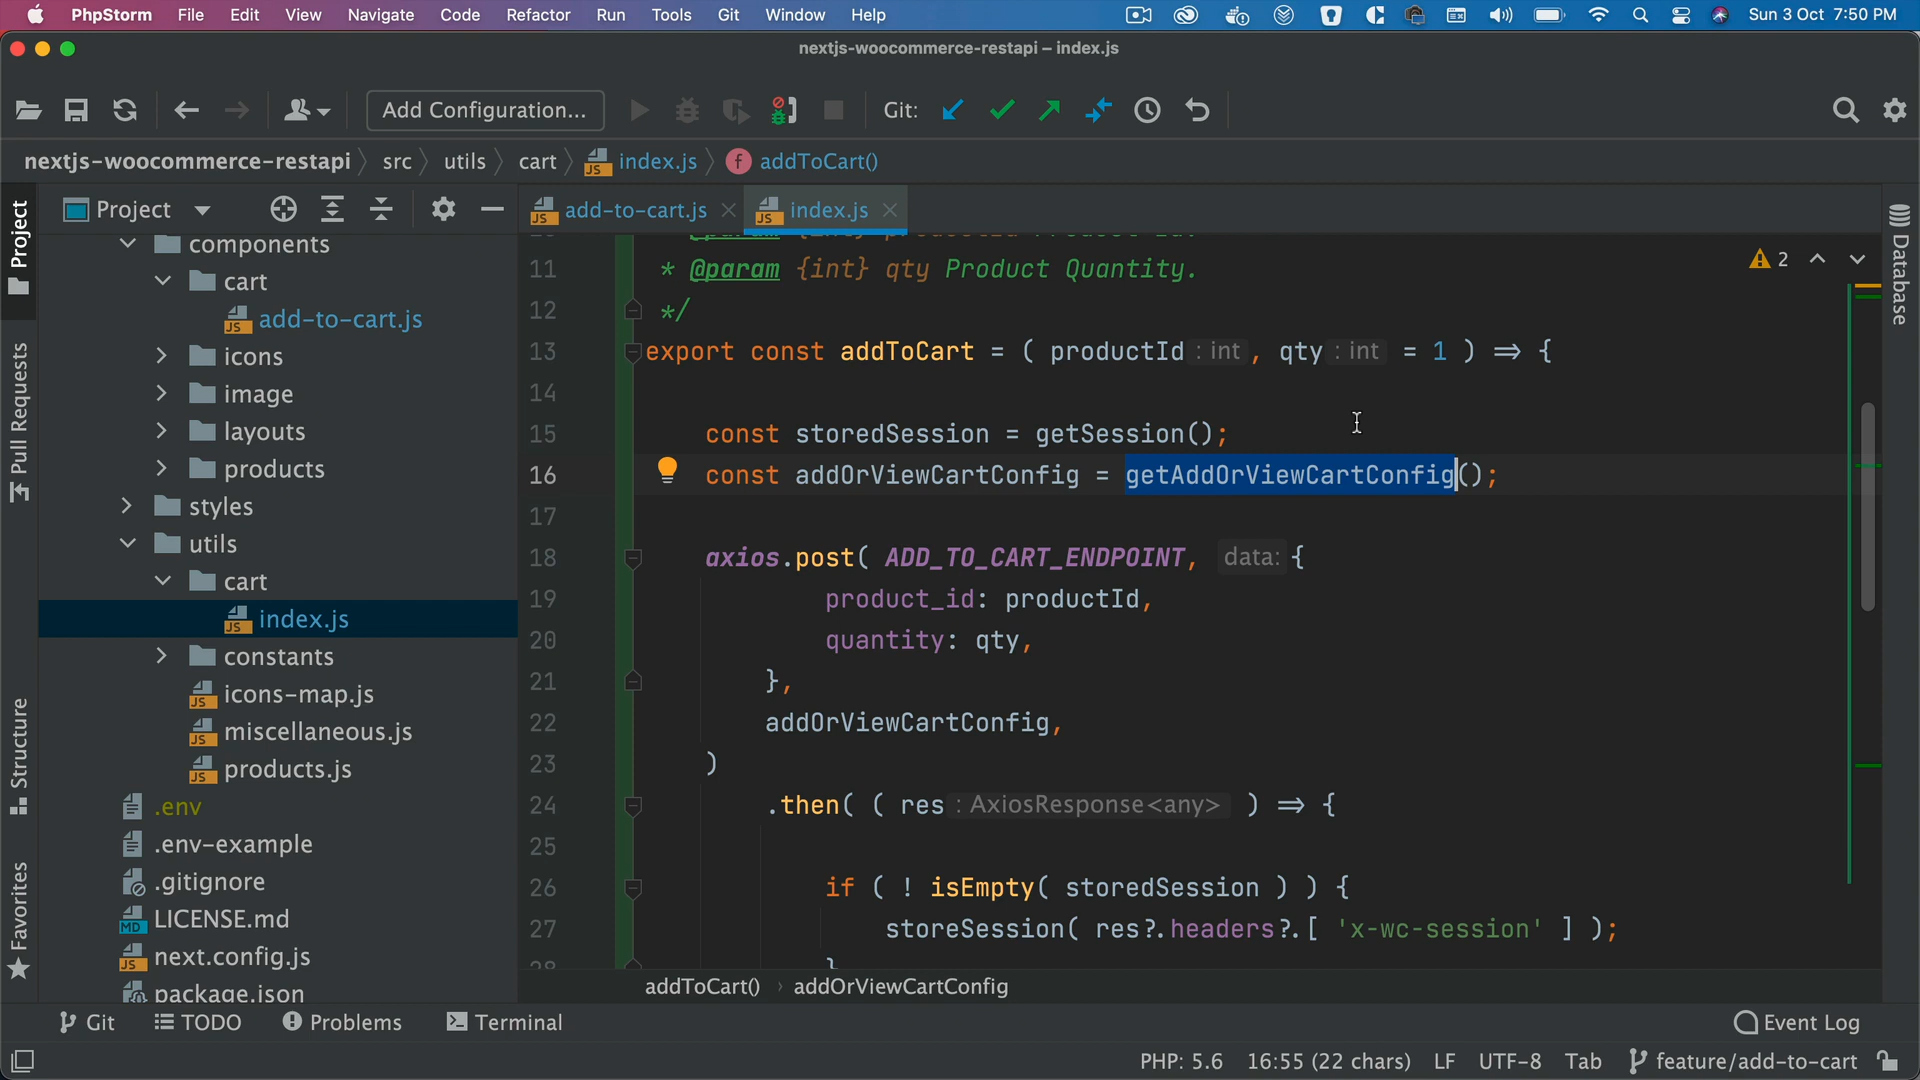 PhpStorm File Edit View Navigate Code Refactor Run Tools Git Window Help Sun 3 Oct 7:50 PM
nextjs-woocommerce-restapi – index.js
Add Configuration... Git:
nextjs-woocommerce-restapi src utils cart index.js f addToCart()
Project
Pull Requests
Structure
Favorites
Database
Project
components
cart
add-to-cart.js
icons
image
layouts
products
styles
utils
cart
index.js
constants
icons-map.js
miscellaneous.js
products.js
.env
.env-example
.gitignore
LICENSE.md
next.config.js
package.json
add-to-cart.js index.js
2
11 * @param {int} qty Product Quantity.
12 */
13 export const addToCart = ( productId : int , qty : int = 1 ) ⇒ {
14
15 const storedSession = getSession();
16 const addOrViewCartConfig = getAddOrViewCartConfig();
17
18 axios.post( ADD_TO_CART_ENDPOINT, data: {
19 product_id: productId,
20 quantity: qty,
21 },
22 addOrViewCartConfig,
23 )
24 .then( ( res : AxiosResponse<any> ) ⇒ {
25
26 if ( ! isEmpty( storedSession ) ) {
27 storeSession( res?.headers?.[ 'x-wc-session' ] );
28 }
addToCart() › addOrViewCartConfig
Git TODO Problems Terminal Event Log
PHP: 5.6 16:55 (22 chars) LF UTF-8 Tab feature/add-to-cart